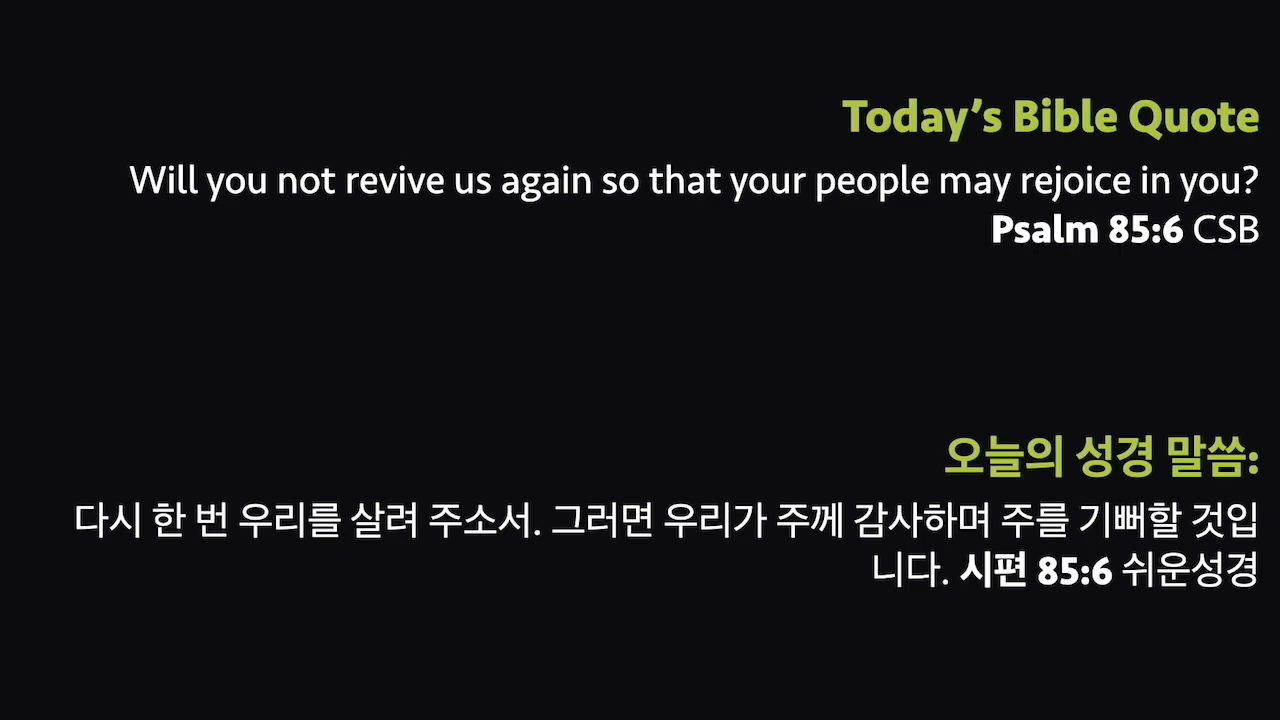 Today’s Bible Quote
Will you not revive us again so that your people may rejoice in you?
Psalm 85:6 CSB
오늘의 성경 말씀:
다시 한 번 우리를 살려 주소서. 그러면 우리가 주께 감사하며 주를 기뻐할 것입
니다. 시편 85:6 쉬운성경